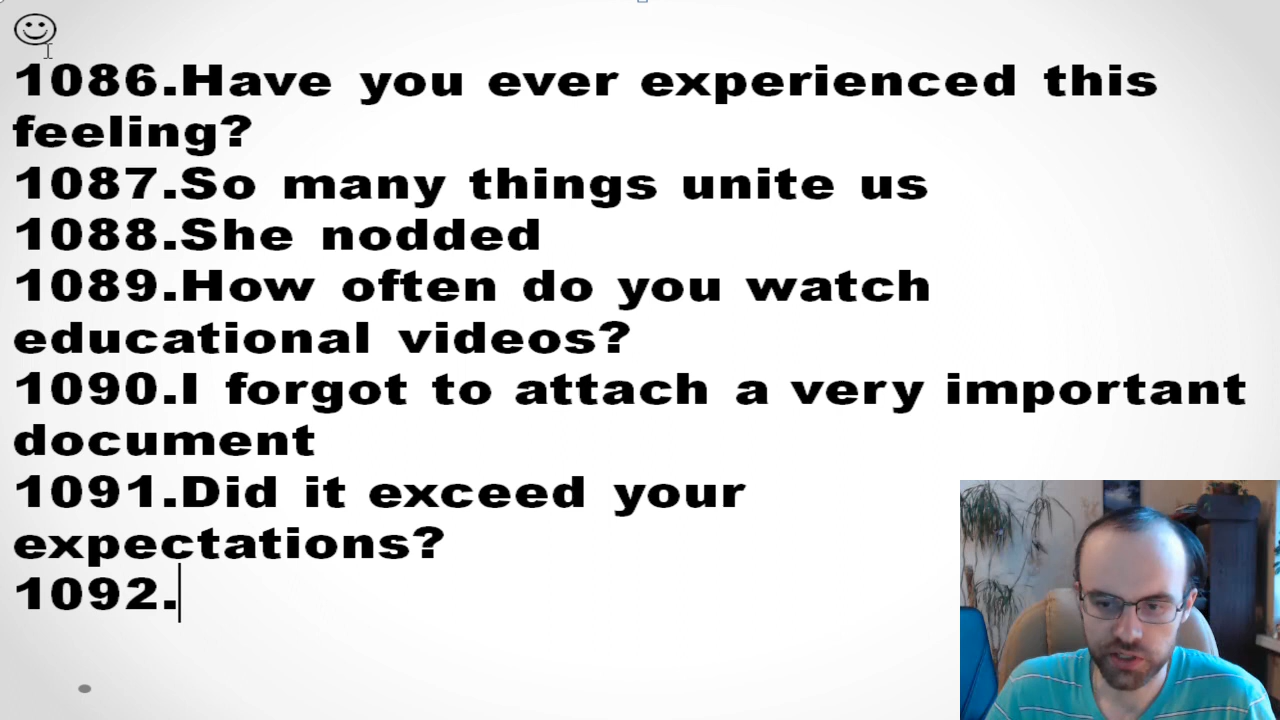 1086.Have you ever experienced this
feeling?
1087.So many things unite us
1088.She nodded
1089.How often do you watch
educational videos?
1090.I forgot to attach a very important
document
1091.Did it exceed your
expectations?
1092.